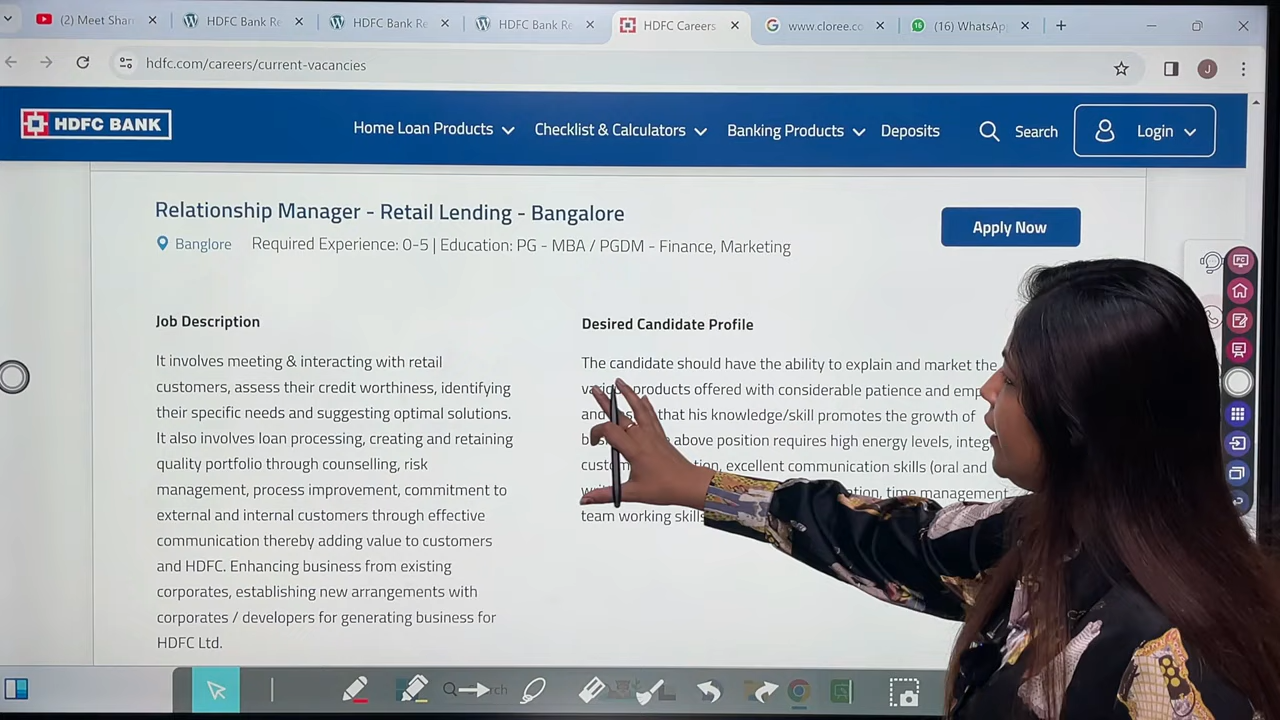 (2) Meet Shan
HDFC Bank Re
HDFC Bank Re
HDFC Bank Re
HDFC Careers
www.cloree.co
(16) WhatsAp
hdfc.com/careers/current-vacancies
J
HDFC BANK
Home Loan Products
Checklist & Calculators
Banking Products
Deposits
Search
Login
Relationship Manager - Retail Lending - Bangalore
Apply Now
Banglore
Required Experience: 0-5 | Education: PG - MBA / PGDM - Finance, Marketing
Job Description
It involves meeting & interacting with retail
customers, assess their credit worthiness, identifying
their specific needs and suggesting optimal solutions.
It also involves loan processing, creating and retaining
quality portfolio through counselling, risk
management, process improvement, commitment to
external and internal customers through effective
communication thereby adding value to customers
and HDFC. Enhancing business from existing
corporates, establishing new arrangements with
corporates / developers for generating business for
HDFC Ltd.
Desired Candidate Profile
The candidate should have the ability to explain and market the
products offered with considerable patience and
and that his knowledge/skill promotes the growth of
above position requires high energy levels,
excellent communication skills (oral and
time management
team working skills
PC